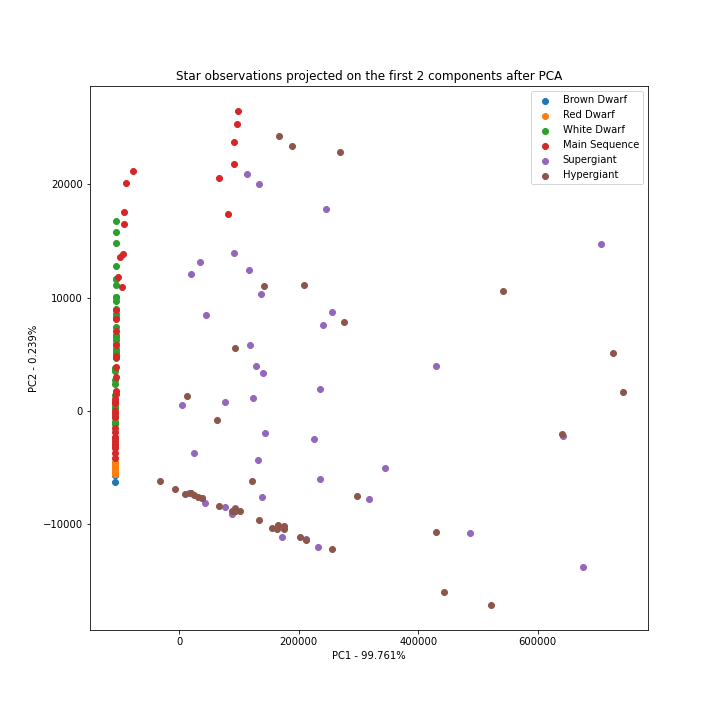 Star observations projected on the first 2 components after PCA
Brown Dwarf
Red Dwarf
White Dwarf
Main Sequence
Supergiant
Hypergiant
20000
10000
0
−10000
PC2 - 0.239%
0 200000 400000 600000
PC1 - 99.761%